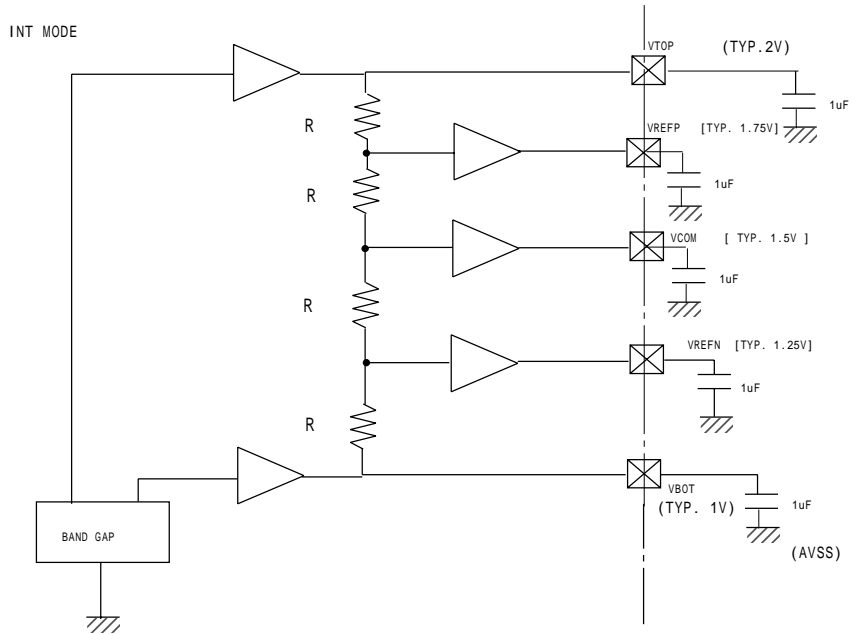 INT MODE
VTOP (TYP.2V)
1uF
R
VREFP [TYP. 1.75V]
1uF
R
VCOM [ TYP. 1.5V ]
1uF
R
VREFN [TYP. 1.25V]
1uF
R
VBOT
(TYP. 1V)
1uF
BAND GAP
(AVSS)